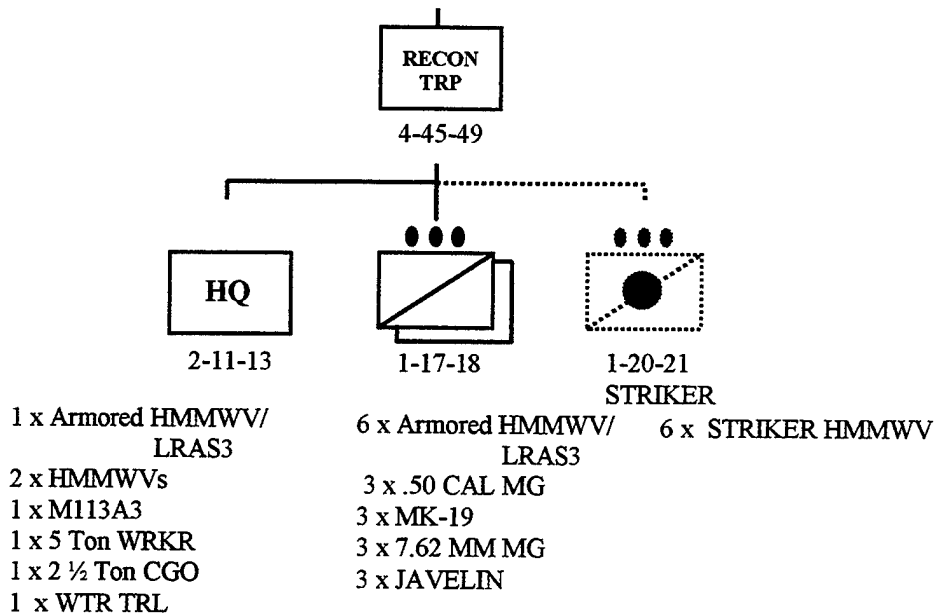 RECON
TRP
4-45-49
HQ
2-11-13
1-17-18
1-20-21
STRIKER
1 x Armored HMMWV/
LRAS3
2 x HMMWVs
1 x M113A3
1 x 5 Ton WRKR
1 x 2 ½ Ton CGO
1 x WTR TRL
6 x Armored HMMWV/
LRAS3
3 x .50 CAL MG
3 x MK-19
3 x 7.62 MM MG
3 x JAVELIN
6 x STRIKER HMMWV